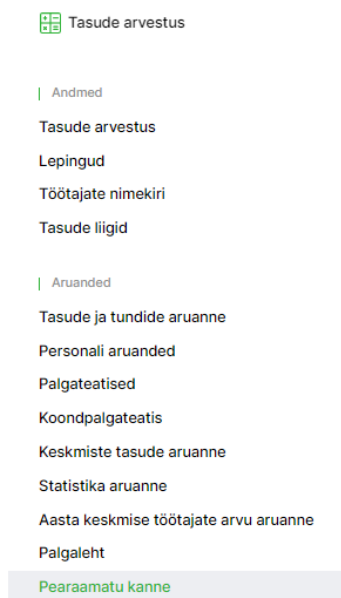 Tasude arvestus
Andmed
Tasude arvestus
Lepingud
Töötajate nimekiri
Tasude liigid
Aruanded
Tasude ja tundide aruanne
Personali aruanded
Palgateatised
Koondpalgateatis
Keskmiste tasude aruanne
Statistika aruanne
Aasta keskmise töötajate arvu aruanne
Palgaleht
Pearaamatu kanne